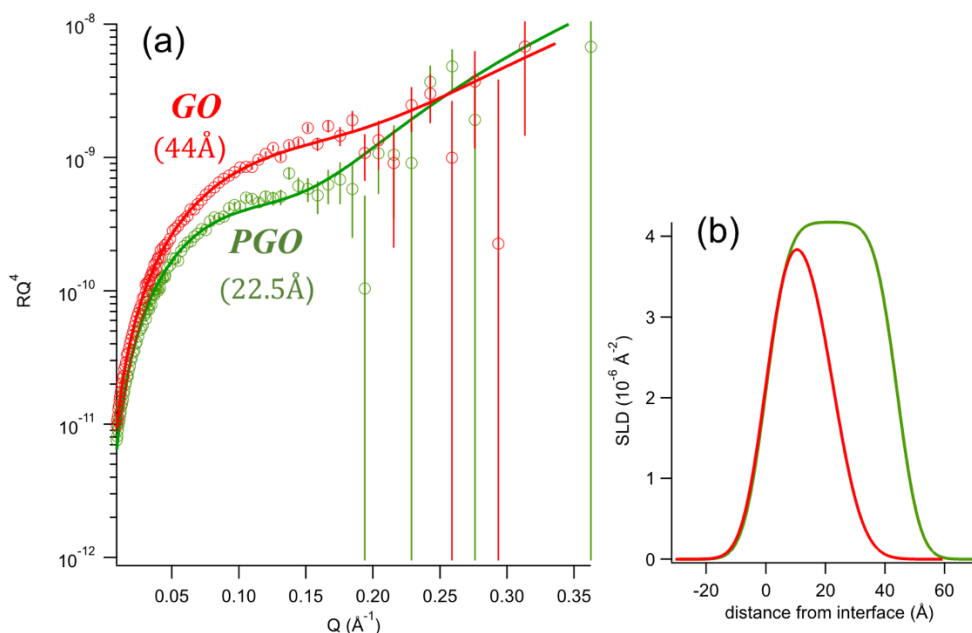 (a)
GO
(44Å)
PGO
(22.5Å)
RQ⁴
10⁻⁸
10⁻⁹
10⁻¹⁰
10⁻¹¹
10⁻¹²
0.05 0.10 0.15 0.20 0.25 0.30 0.35
Q (Å⁻¹)
(b)
SLD (10⁻⁶ Å⁻²)
4
3
2
1
0
-20 0 20 40 60
distance from interface (Å)